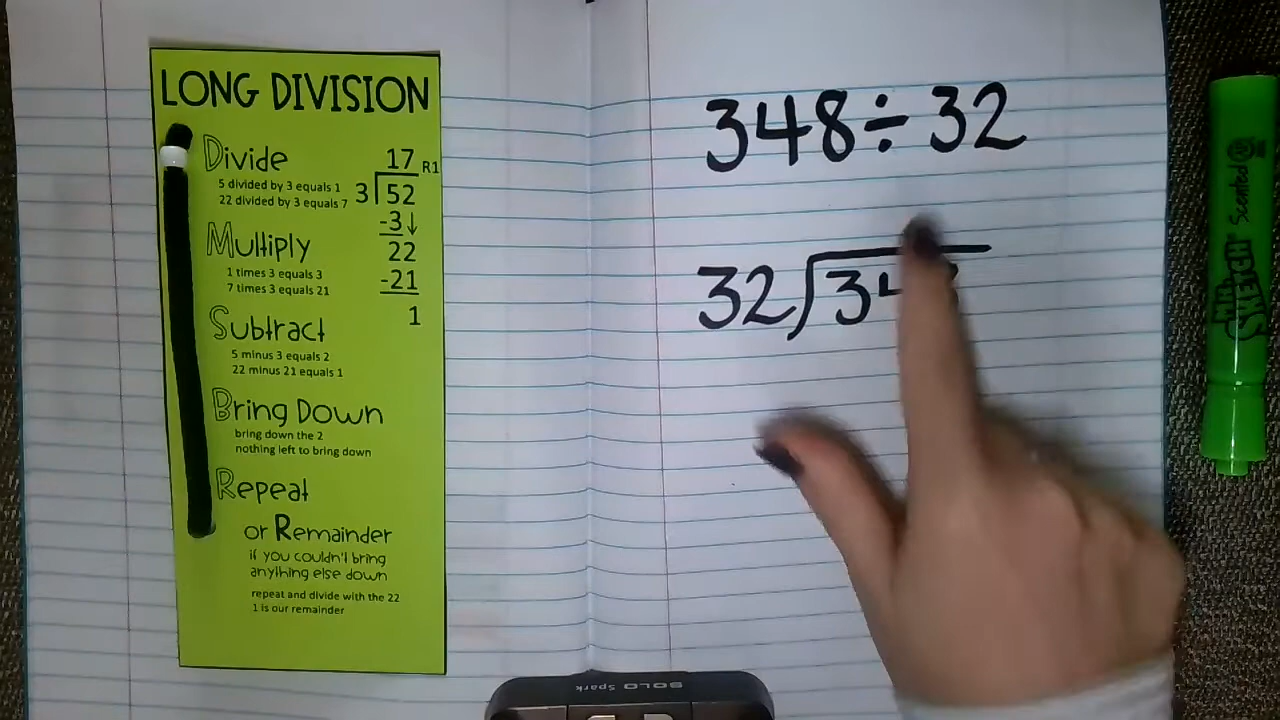 LONG DIVISION
Divide
5 divided by 3 equals 1
22 divided by 3 equals 7
17 R1
3 52
-3↓
22
-21
1
Multiply
1 times 3 equals 3
7 times 3 equals 21
Subtract
5 minus 3 equals 2
22 minus 21 equals 1
Bring Down
bring down the 2
nothing left to bring down
Repeat
or Remainder
if you couldn't bring
anything else down
repeat and divide with the 22
1 is our remainder
348÷32
32 34
Mr. SKETCH Scented
SOLO Spark